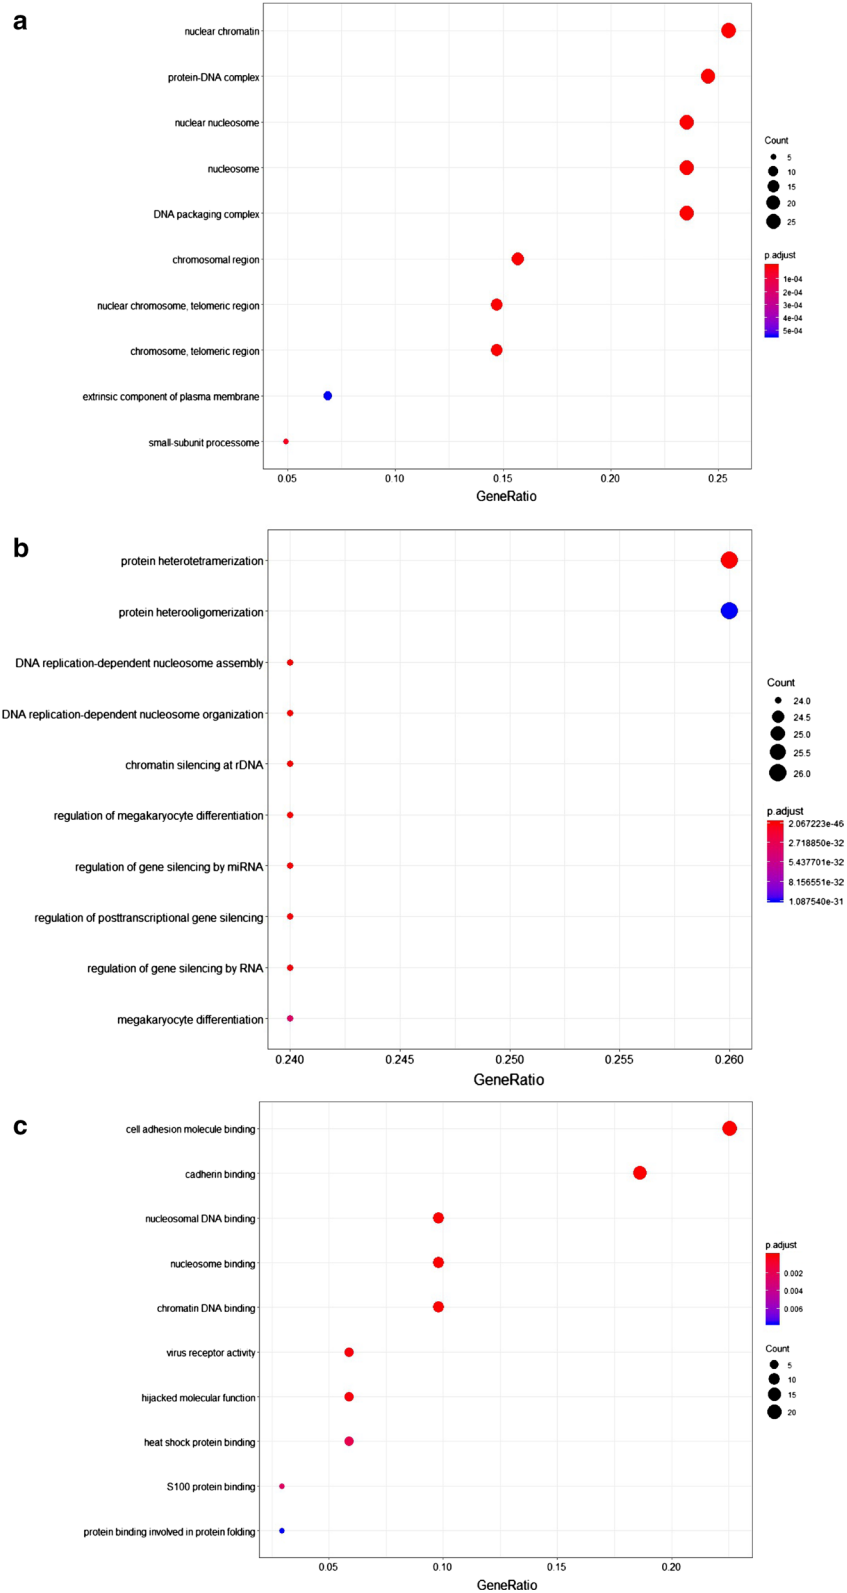 a
nuclear chromatin
protein-DNA complex
nuclear nucleosome
nucleosome
DNA packaging complex
chromosomal region
nuclear chromosome, telomeric region
chromosome, telomeric region
extrinsic component of plasma membrane
small-subunit processome
0.05 0.10 0.15 0.20 0.25
GeneRatio
Count
5
10
15
20
25
p.adjust
1e-04
2e-04
3e-04
4e-04
5e-04
b
protein heterotetramerization
protein heterooligomerization
DNA replication-dependent nucleosome assembly
DNA replication-dependent nucleosome organization
chromatin silencing at rDNA
regulation of megakaryocyte differentiation
regulation of gene silencing by miRNA
regulation of posttranscriptional gene silencing
regulation of gene silencing by RNA
megakaryocyte differentiation
0.240 0.245 0.250 0.255 0.260
GeneRatio
Count
24.0
24.5
25.0
25.5
26.0
p.adjust
2.067223e-46
2.718850e-32
5.437701e-32
8.156551e-32
1.087540e-31
c
cell adhesion molecule binding
cadherin binding
nucleosomal DNA binding
nucleosome binding
chromatin DNA binding
virus receptor activity
hijacked molecular function
heat shock protein binding
S100 protein binding
protein binding involved in protein folding
0.05 0.10 0.15 0.20
GeneRatio
p.adjust
0.002
0.004
0.006
Count
5
10
15
20